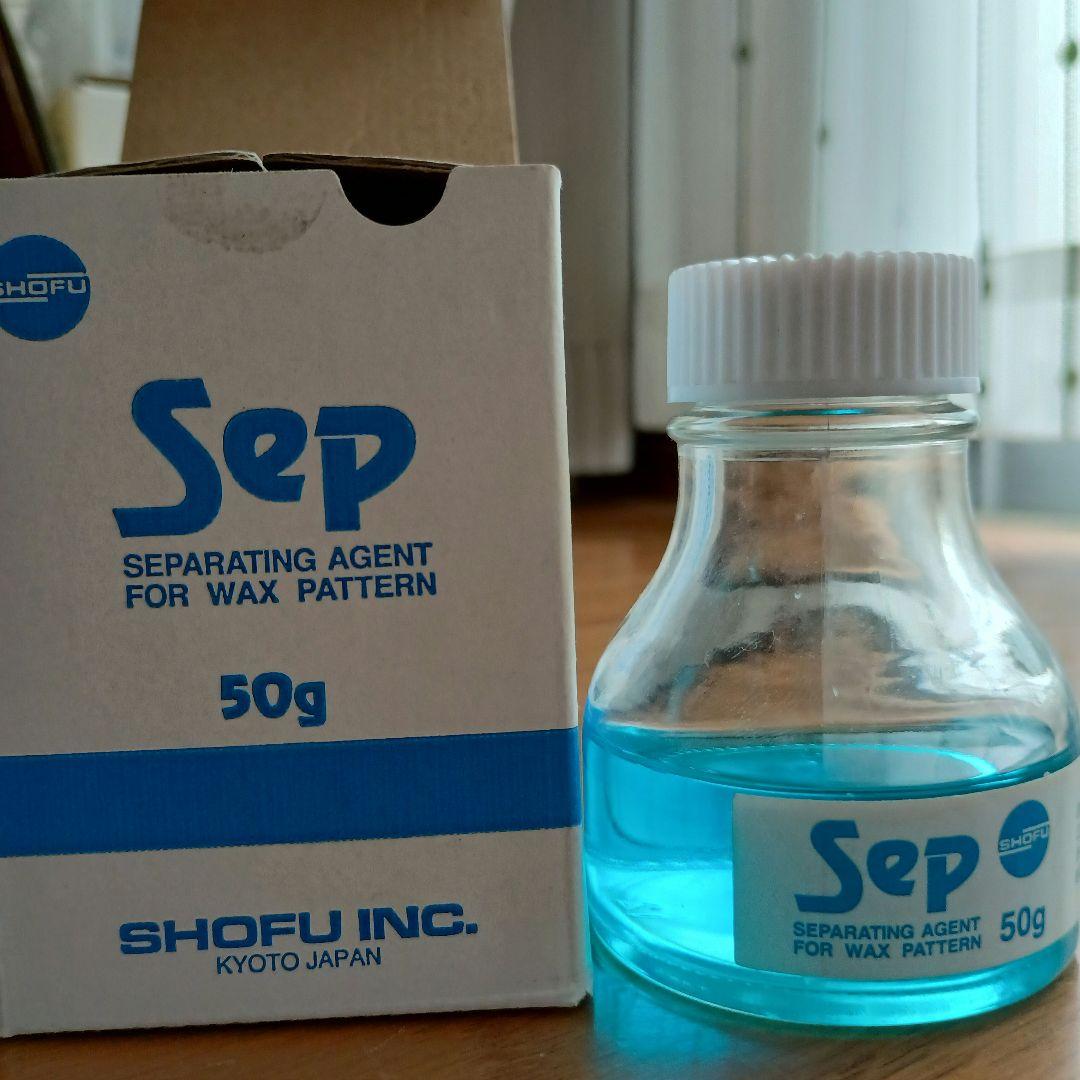 SHOFU
Sep
SEPARATING AGENT
FOR WAX PATTERN
50g
SHOFU INC.
KYOTO JAPAN
Sep
SHOFU
SEPARATING AGENT
FOR WAX PATTERN
50g